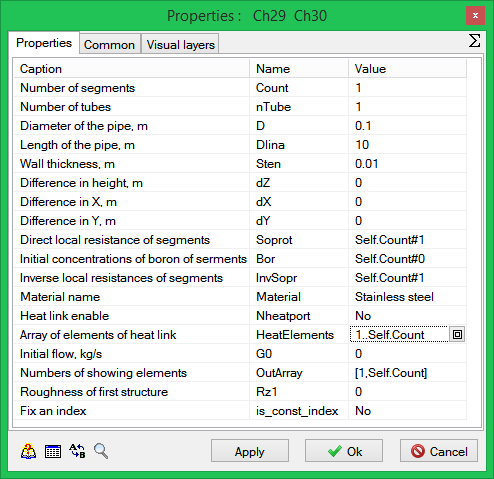 Properties : Ch29 Ch30
x
Properties Common Visual layers Σ
Caption Name Value
Number of segments Count 1
Number of tubes nTube 1
Diameter of the pipe, m D 0.1
Length of the pipe, m Dlina 10
Wall thickness, m Sten 0.01
Difference in height, m dZ 0
Difference in X, m dX 0
Difference in Y, m dY 0
Direct local resistance of segments Soprot Self.Count#1
Initial concentrations of boron of serments Bor Self.Count#0
Inverse local resistances of segments InvSopr Self.Count#1
Material name Material Stainless steel
Heat link enable Nheatport No
Array of elements of heat link HeatElements 1..Self.Count
Initial flow, kg/s G0 0
Numbers of showing elements OutArray [1,Self.Count]
Roughness of first structure Rz1 0
Fix an index is_const_index No
A B Apply Ok Cancel